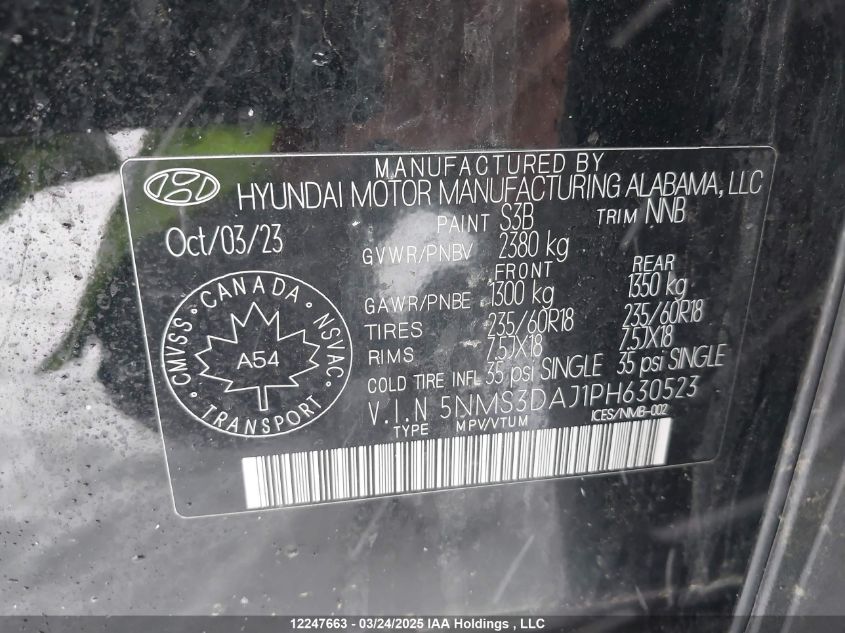 MANUFACTURED BY
HYUNDAI MOTOR MANUFACTURING ALABAMA, LLC
Oct/03/23 PAINT S3B TRIM NNB
GVWR/PNBV 2380 kg
FRONT REAR
GAWR/PNBE 1300 kg 1350 kg
TIRES 235/60R18 235/60R18
RIMS 7,5JX18 7,5JX18
COLD TIRE INFL 35 psi SINGLE 35 psi SINGLE
V.I.N 5NMS3DAJ1PH630523
TYPE MPV/VTUM ICES/NMB-002
CMVSS • CANADA • NSVAC • TRANSPORT •
A54
12247663 - 03/24/2025 IAA Holdings , LLC